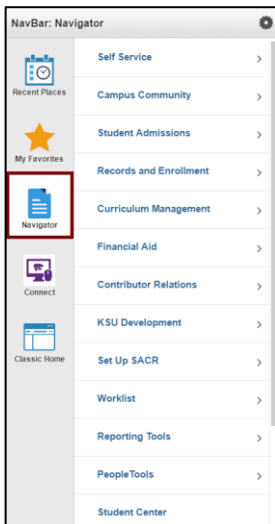 NavBar: Navigator
Recent Places
My Favorites
Navigator
Connect
Classic Home
Self Service
Campus Community
Student Admissions
Records and Enrollment
Curriculum Management
Financial Aid
Contributor Relations
KSU Development
Set Up SACR
Worklist
Reporting Tools
PeopleTools
Student Center